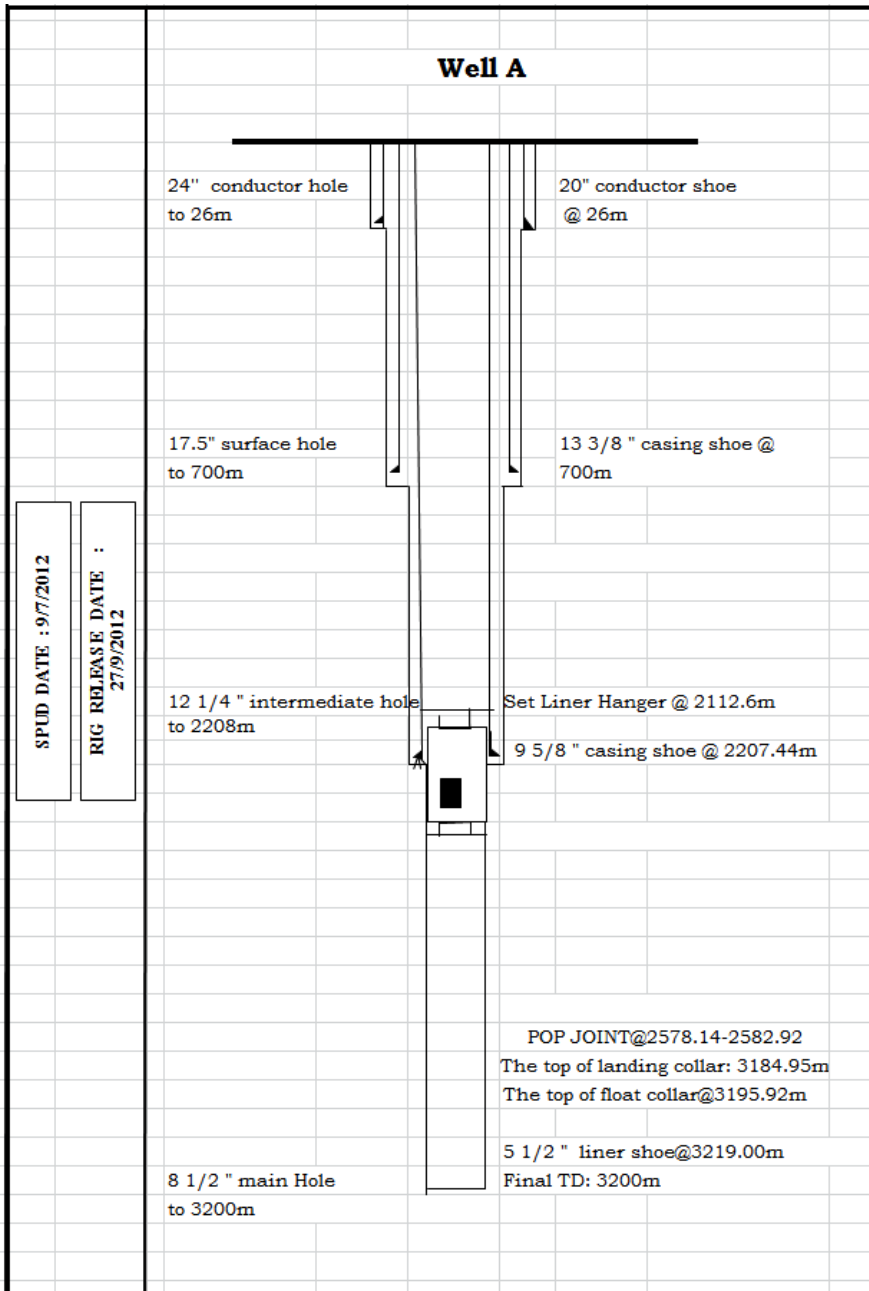 Well A
24" conductor hole
to 26m
20" conductor shoe
@ 26m
17.5" surface hole
to 700m
13 3/8 " casing shoe @
700m
SPUD DATE : 9/7/2012
RIG RELEASE DATE :
27/9/2012
12 1/4 " intermediate hole
to 2208m
Set Liner Hanger @ 2112.6m
9 5/8 " casing shoe @ 2207.44m
POP JOINT@2578.14-2582.92
The top of landing collar: 3184.95m
The top of float collar@3195.92m
5 1/2 " liner shoe@3219.00m
Final TD: 3200m
8 1/2 " main Hole
to 3200m